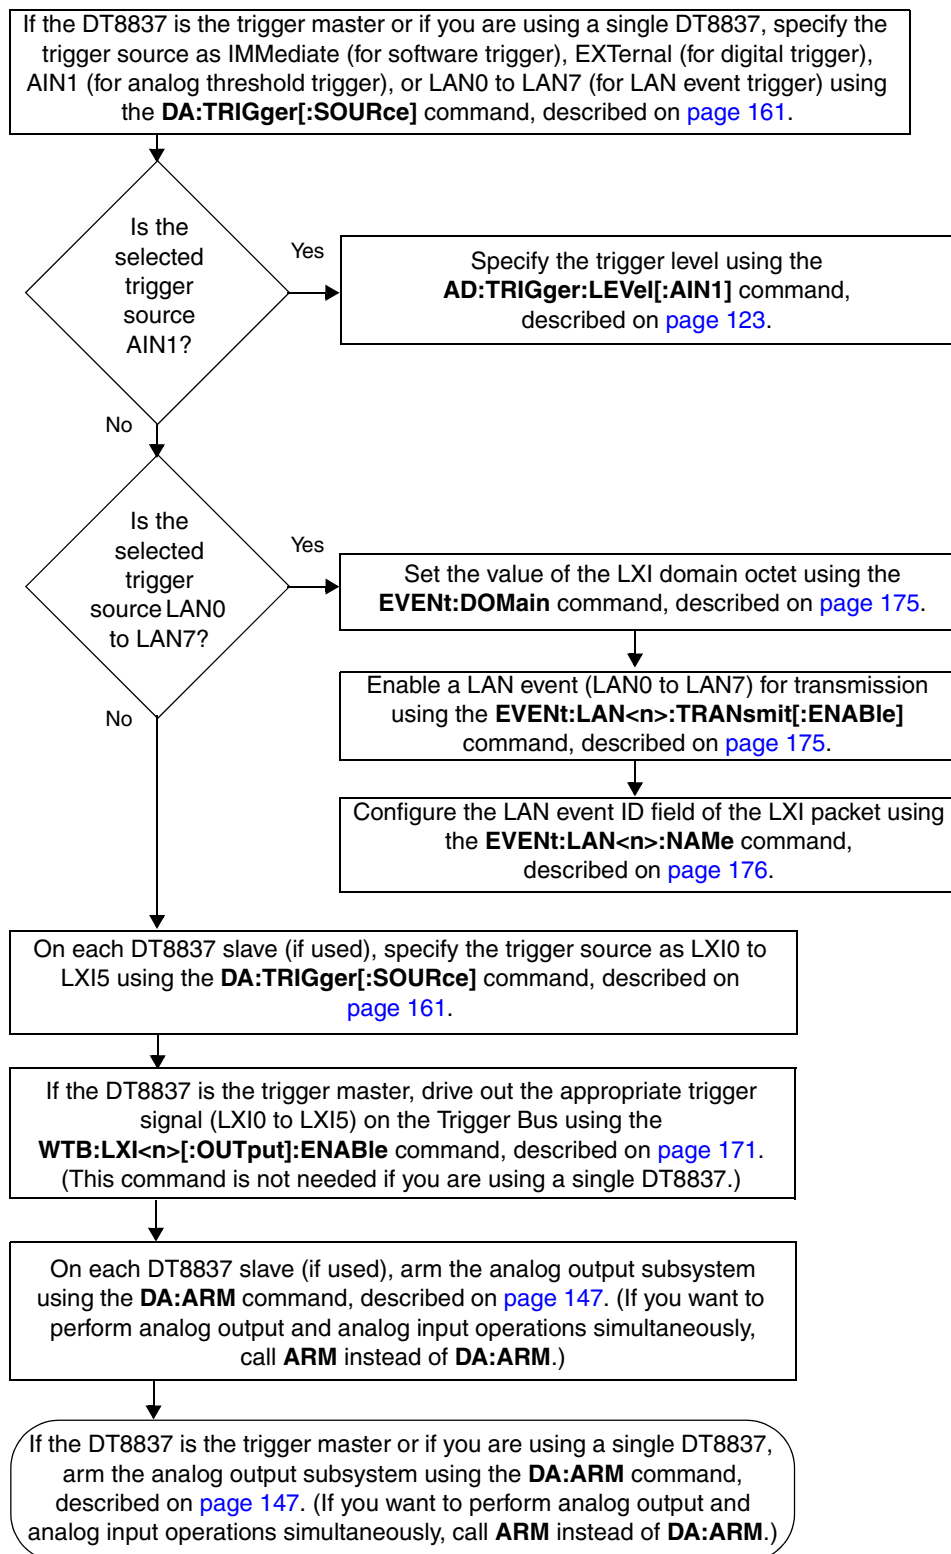 If the DT8837 is the trigger master or if you are using a single DT8837, specify the
trigger source as IMMediate (for software trigger), EXTernal (for digital trigger),
AIN1 (for analog threshold trigger), or LAN0 to LAN7 (for LAN event trigger) using
the DA:TRIGger[:SOURce] command, described on page 161.
Is the
selected
trigger
source
AIN1?
Yes
Specify the trigger level using the
AD:TRIGger:LEVel[:AIN1] command,
described on page 123.
No
Is the
selected
trigger
source LAN0
to LAN7?
Yes
Set the value of the LXI domain octet using the
EVENt:DOMain command, described on page 175.
Enable a LAN event (LAN0 to LAN7) for transmission
using the EVENt:LAN<n>:TRANsmit[:ENABle]
command, described on page 175.
No
Configure the LAN event ID field of the LXI packet using
the EVENt:LAN<n>:NAMe command,
described on page 176.
On each DT8837 slave (if used), specify the trigger source as LXI0 to
LXI5 using the DA:TRIGger[:SOURce] command, described on
page 161.
If the DT8837 is the trigger master, drive out the appropriate trigger
signal (LXI0 to LXI5) on the Trigger Bus using the
WTB:LXI<n>[:OUTput]:ENABle command, described on page 171.
(This command is not needed if you are using a single DT8837.)
On each DT8837 slave (if used), arm the analog output subsystem
using the DA:ARM command, described on page 147. (If you want to
perform analog output and analog input operations simultaneously,
call ARM instead of DA:ARM.)
If the DT8837 is the trigger master or if you are using a single DT8837,
arm the analog output subsystem using the DA:ARM command,
described on page 147. (If you want to perform analog output and
analog input operations simultaneously, call ARM instead of DA:ARM.)